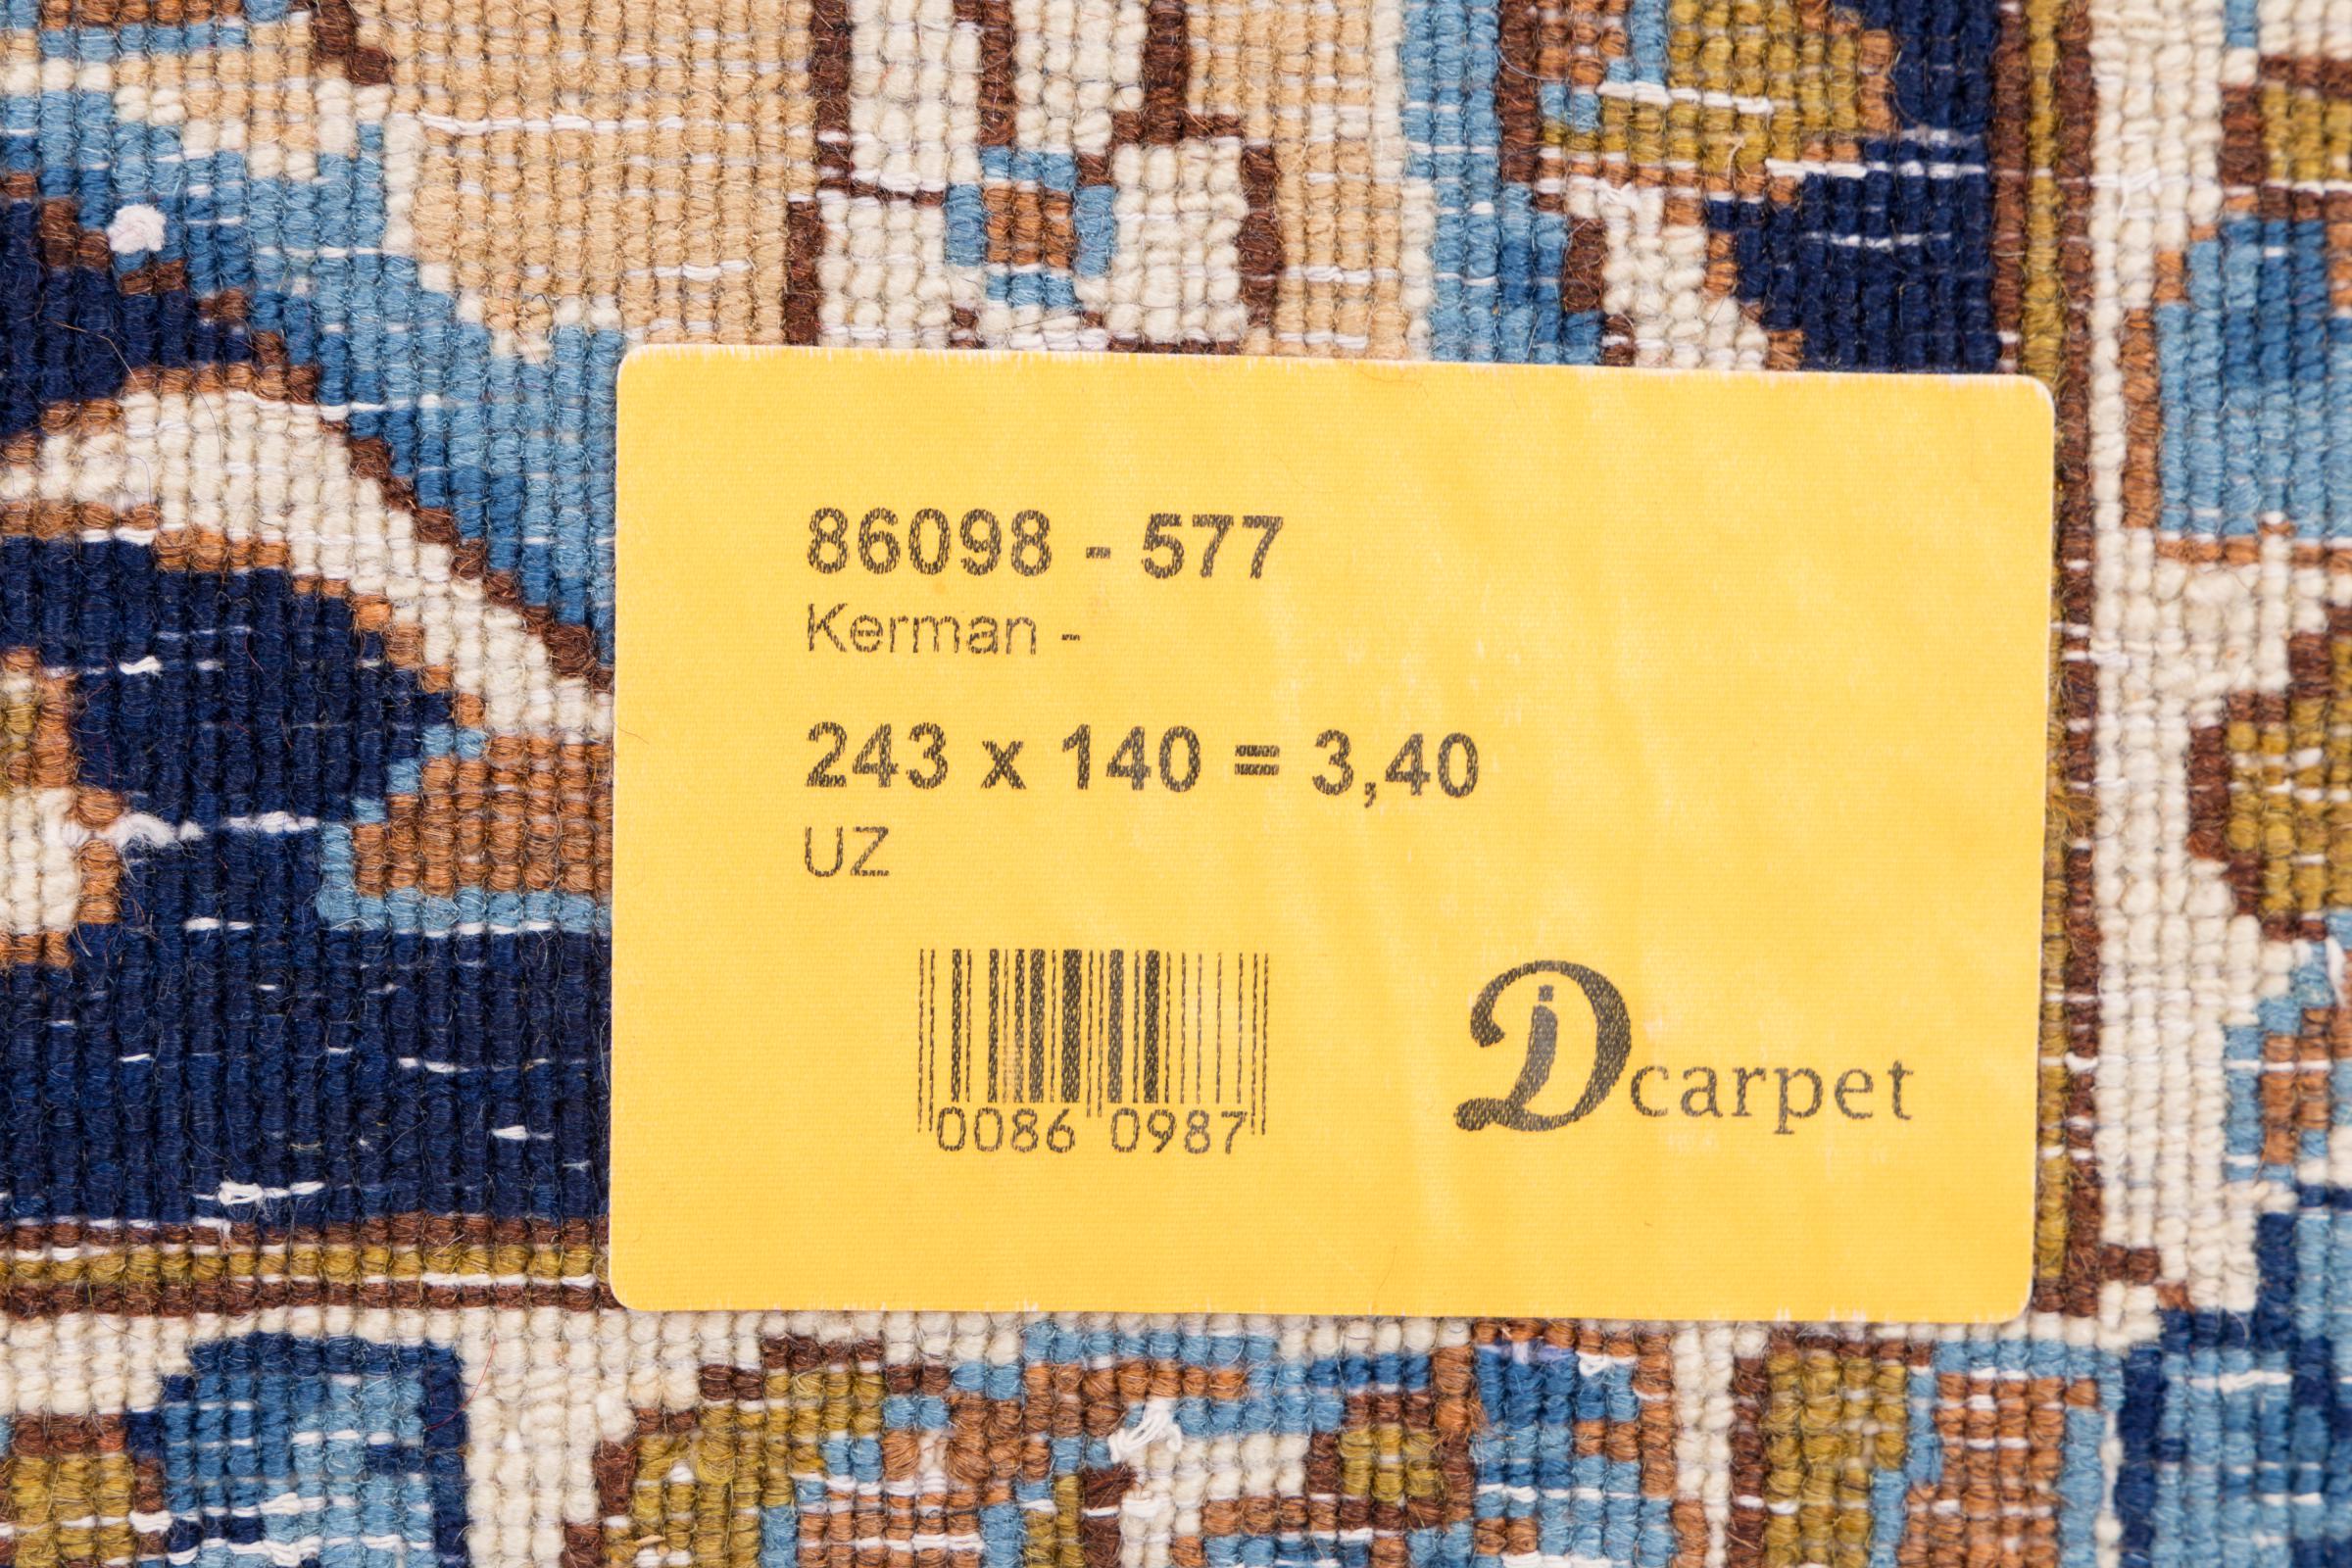 86098 - 577
Kerman -
243 x 140 = 3,40
UZ
0086 0987
Dcarpet